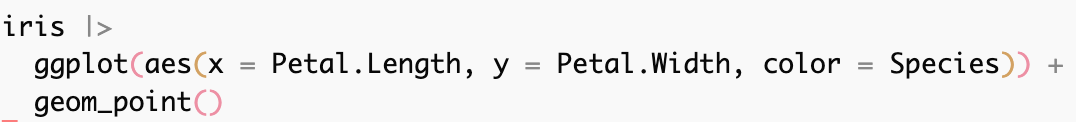 iris |>
  ggplot(aes(x = Petal.Length, y = Petal.Width, color = Species)) +
  geom_point()